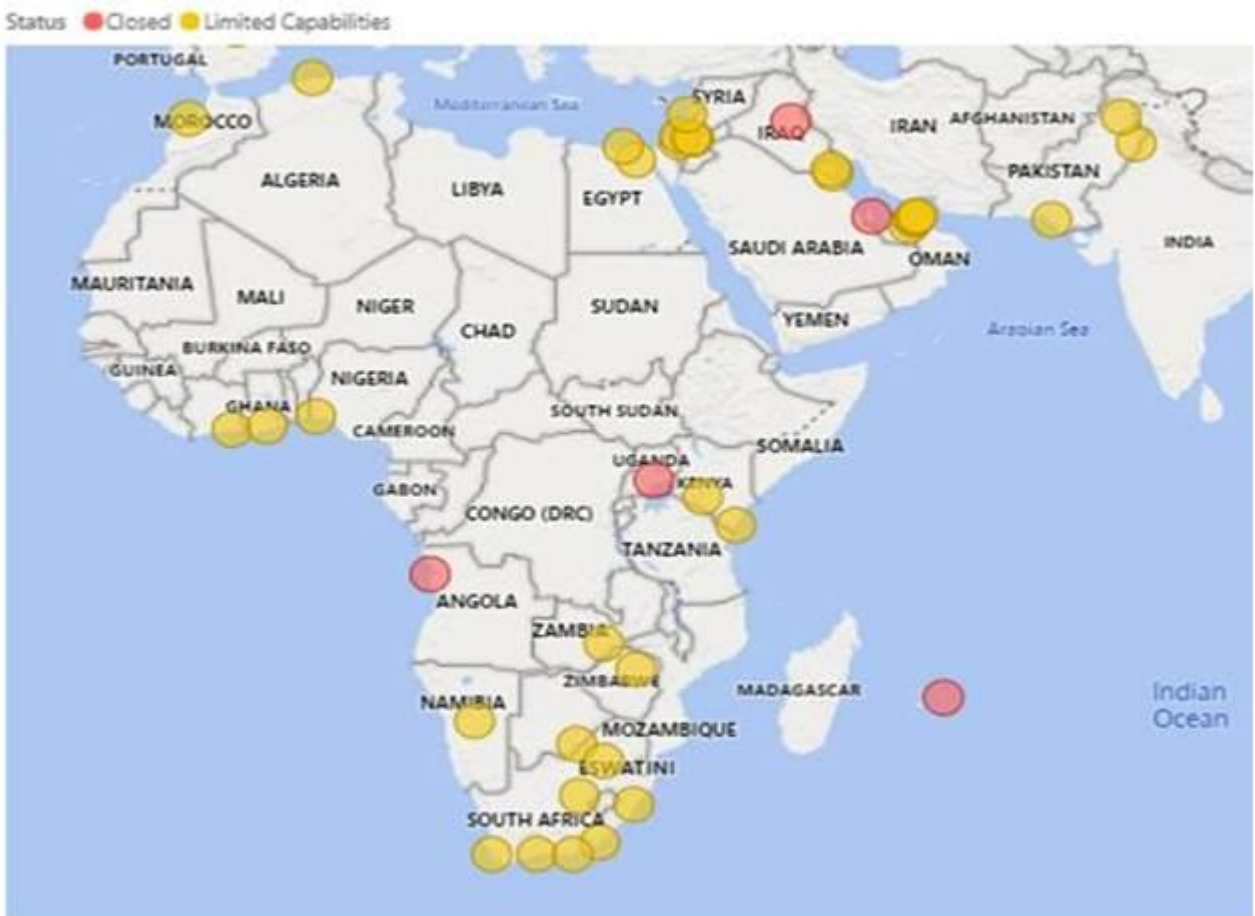 Status Closed Limited Capabilities
PORTUGAL
Mediterranean Sea
SYRIA
MOROCCO
IRAQ
IRAN
AFGHANISTAN
PAKISTAN
ALGERIA
LIBYA
EGYPT
SAUDI ARABIA
OMAN
INDIA
MAURITANIA
MALI
NIGER
CHAD
SUDAN
YEMEN
Arabian Sea
BURKINA FASO
GUINEA
NIGERIA
GHANA
CAMEROON
SOUTH SUDAN
SOMALIA
UGANDA
KENYA
GABON
CONGO (DRC)
TANZANIA
ANGOLA
ZAMBIA
ZIMBABWE
MADAGASCAR
Indian
Ocean
NAMIBIA
MOZAMBIQUE
ESWATINI
SOUTH AFRICA